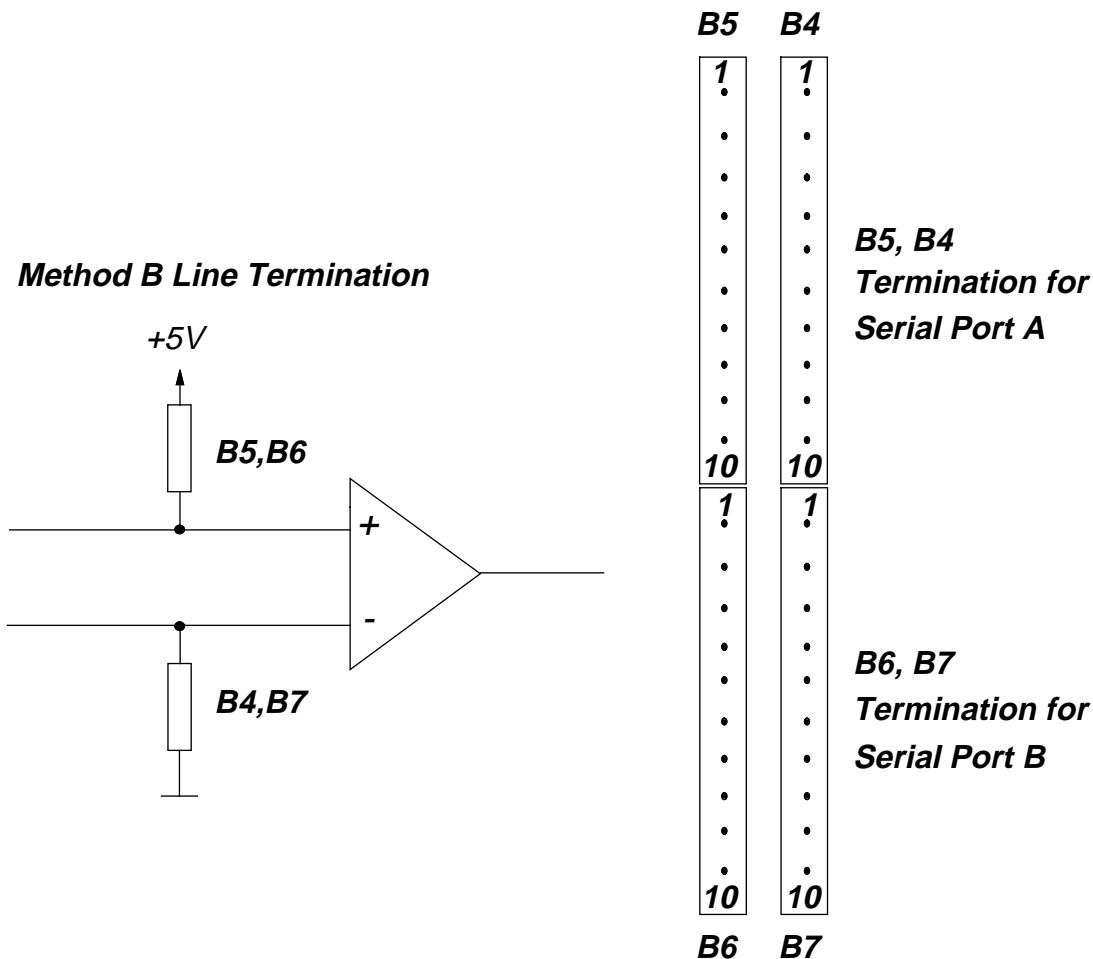 B5 B4
1 1
B5, B4
Method B Line Termination
Termination for
+5V
Serial Port A
B5,B6
10 10
1 1
+
-
B6, B7
B4,B7
Termination for
Serial Port B
10 10
B6 B7